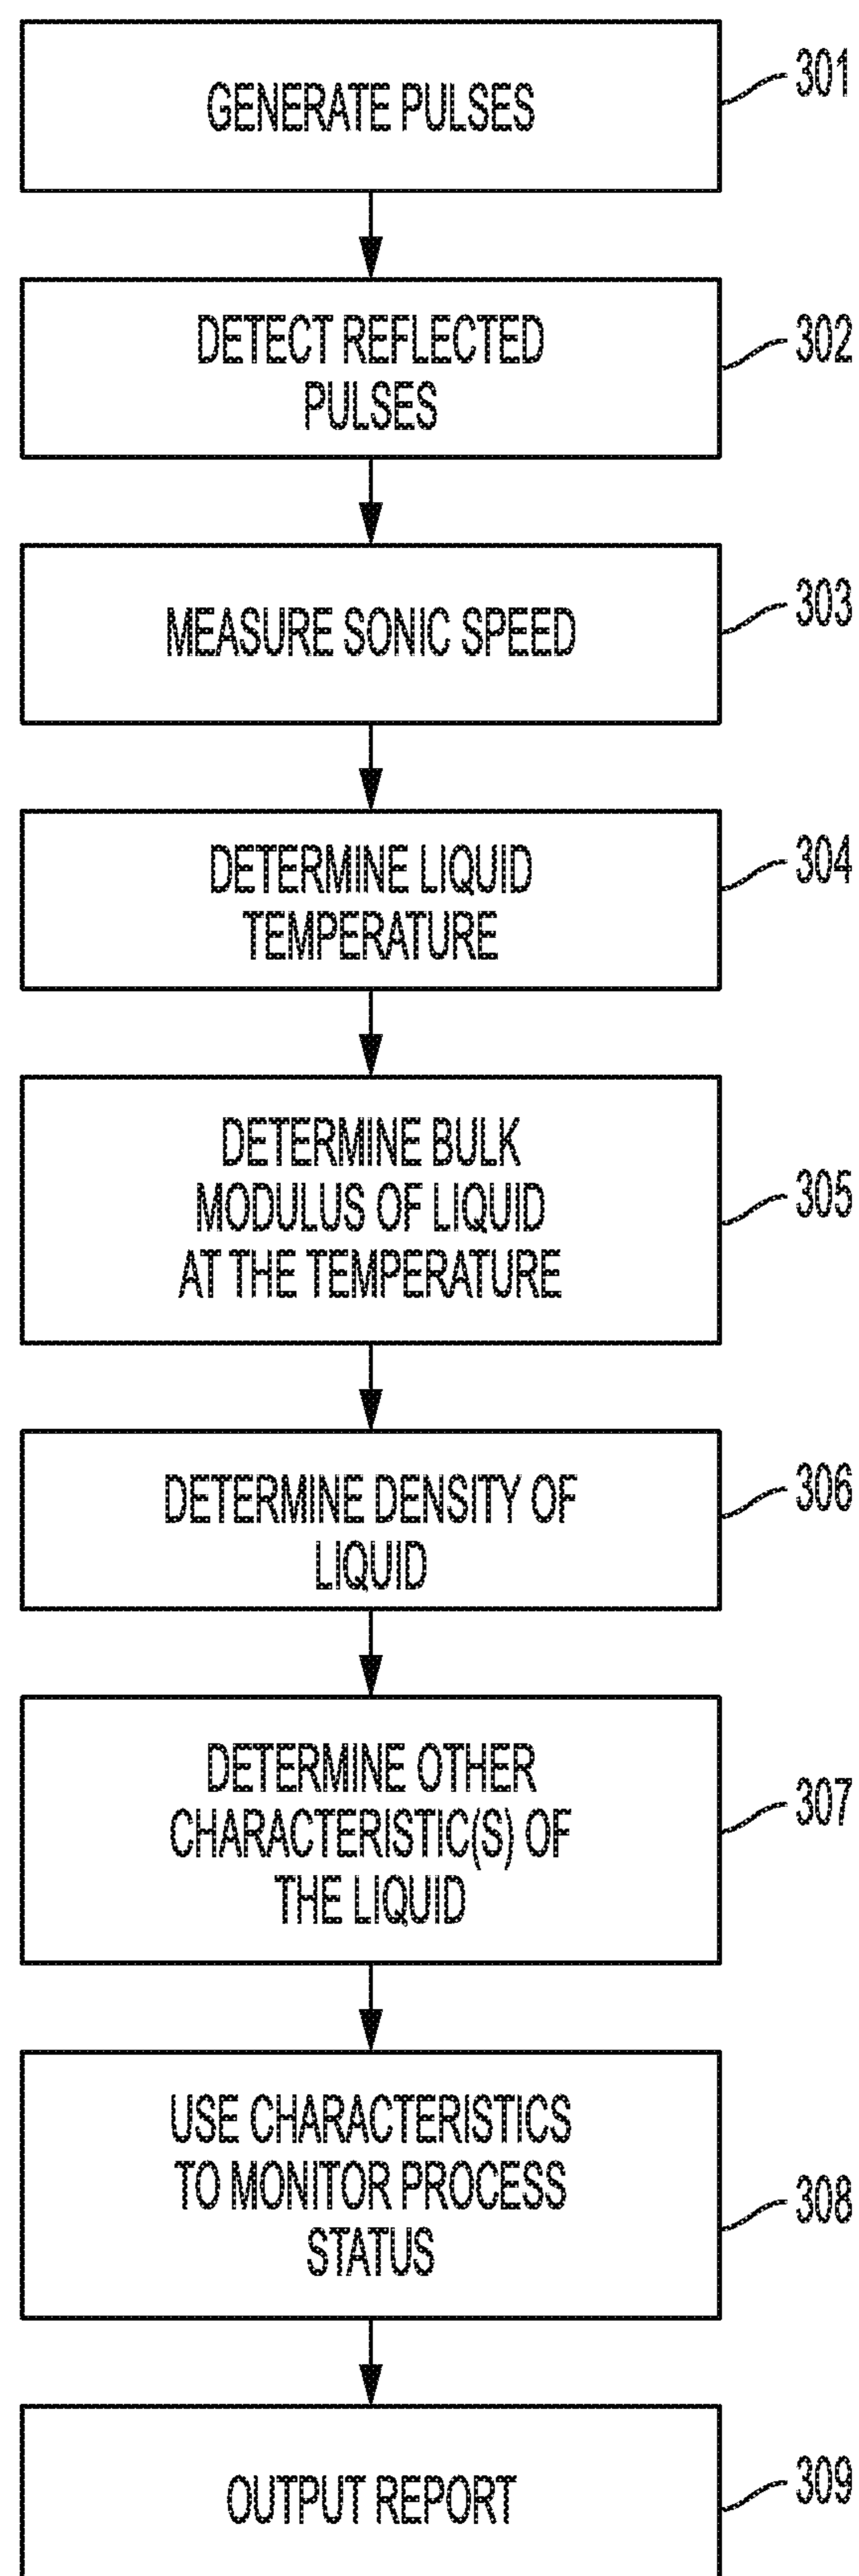 GENERATE PULSES
301
DETECT REFLECTED
PULSES
302
MEASURE SONIC SPEED
303
DETERMINE LIQUID
TEMPERATURE
304
DETERMINE BULK
MODULUS OF LIQUID
AT THE TEMPERATURE
305
DETERMINE DENSITY OF
LIQUID
306
DETERMINE OTHER
CHARACTERISTIC(S) OF
THE LIQUID
307
USE CHARACTERISTICS
TO MONITOR PROCESS
STATUS
308
OUTPUT REPORT
309